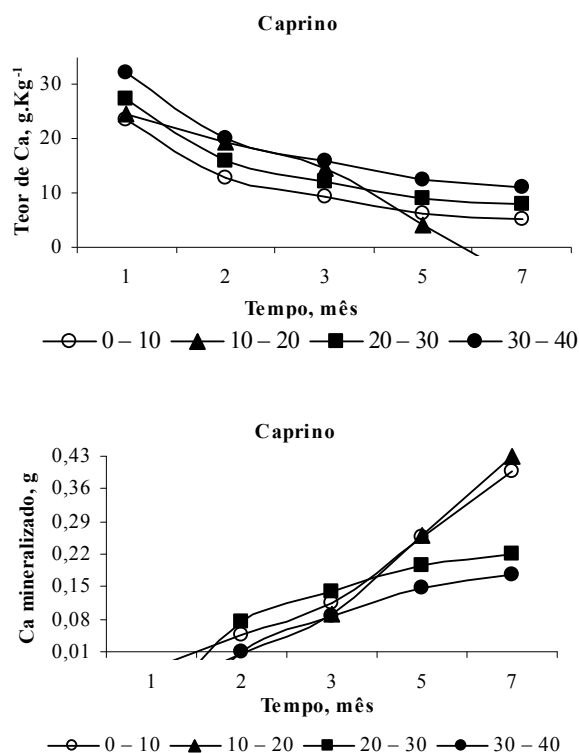 Caprino
Teor de Ca, g.Kg⁻¹
30
20
10
0
1 2 3 5 7
Tempo, mês
0 – 10 10 – 20 20 – 30 30 – 40
Caprino
Ca mineralizado, g
0,43
0,36
0,29
0,22
0,15
0,08
0,01
1 2 3 5 7
Tempo, mês
0 – 10 10 – 20 20 – 30 30 – 40